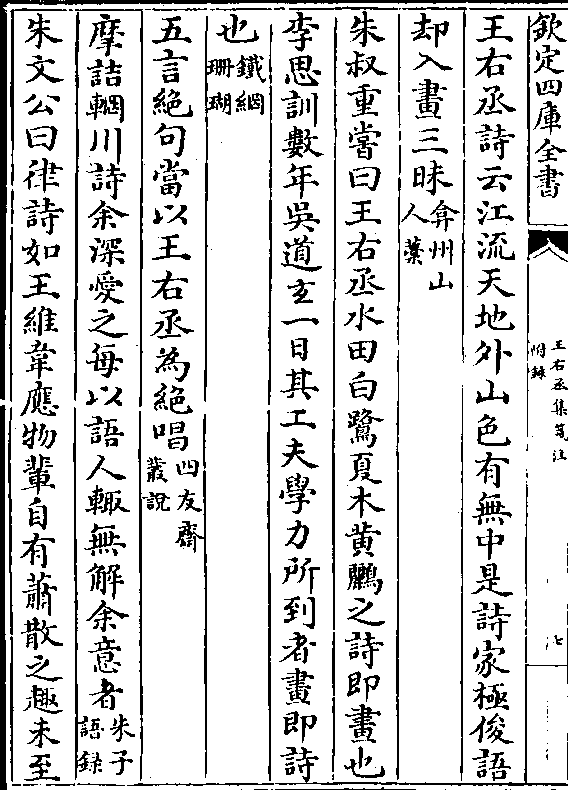 欽定四庫全書
王右丞集箋注
附錄
七
王右丞詩云江流天地外山色有無中是詩家極俊語
却入畫三昧弇州山人藁
朱叔重嘗曰王右丞水田白鷺夏木黄鸝之詩即畫也
李思訓數年吳道玄一日其工夫學力所到者畫即詩
也鐵網珊瑚
五言絶句當以王右丞為絶唱四友齋叢說
摩詰輞川詩余深愛之每以語人輙無解余意者朱子語録
朱文公曰律詩如王維韋應物輩自有蕭散之趣未至